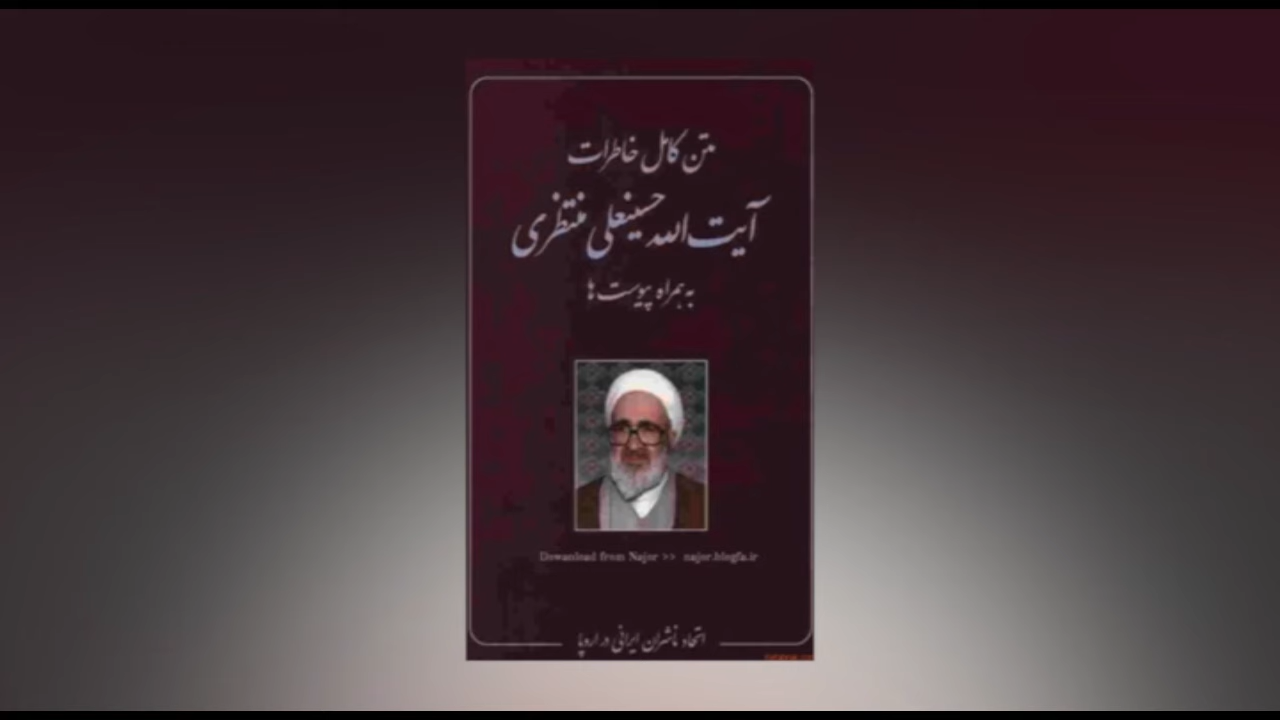 متن کامل خاطرات
آیت‌الله حسینعلی منتظری
به همراه پیوست‌ها
Download from Najor >> najor.blogfa.ir
اتحاد ناشران ایرانی در اروپا